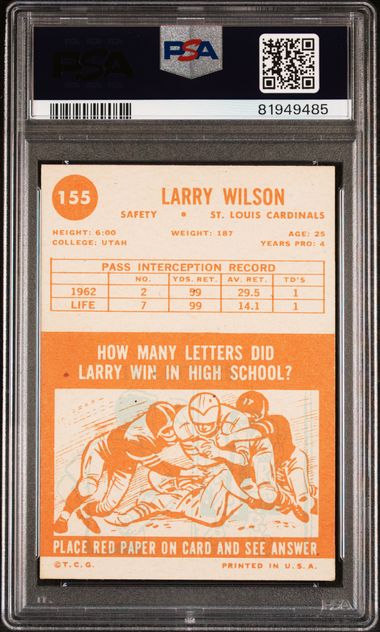 PSA
PSA
81949485
155
LARRY WILSON
SAFETY • ST. LOUIS CARDINALS
HEIGHT: 6:00 WEIGHT: 187 AGE: 25
COLLEGE: UTAH YEARS PRO: 4
PASS INTERCEPTION RECORD
NO. YDS. RET. AV. RET. TD'S
1962 2 59 29.5 1
LIFE 7 99 14.1 1
HOW MANY LETTERS DID
LARRY WIN IN HIGH SCHOOL?
PLACE RED PAPER ON CARD AND SEE ANSWER
©T.C.G. PRINTED IN U.S.A.